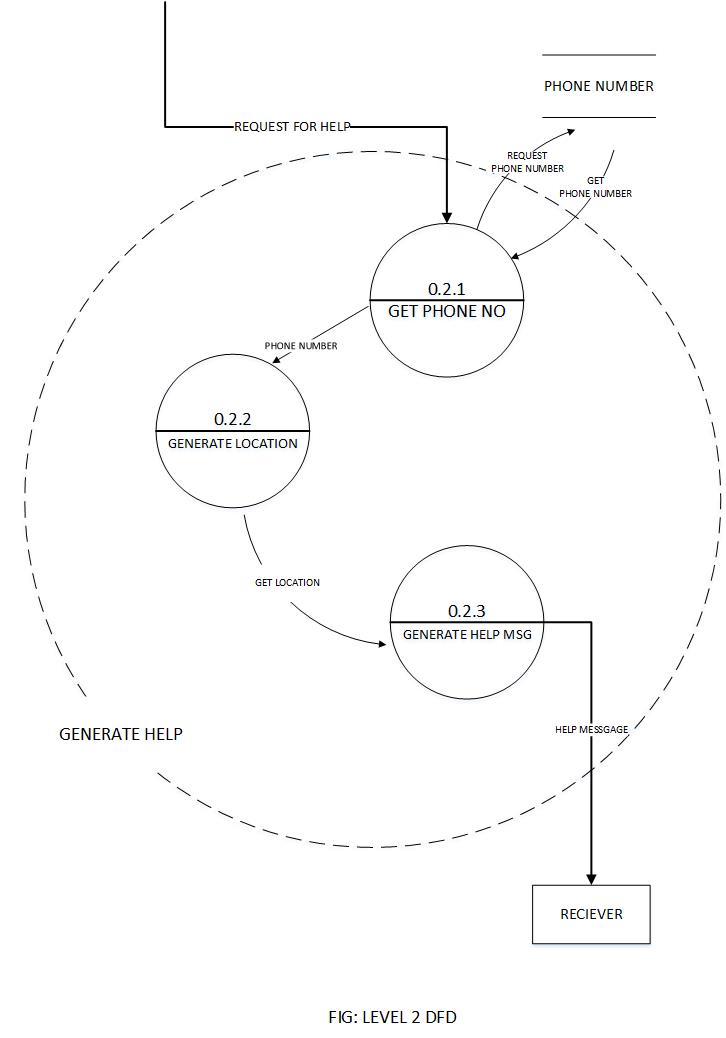 PHONE NUMBER
REQUEST FOR HELP
REQUEST
PHONE NUMBER
GET
PHONE NUMBER
0.2.1
GET PHONE NO
PHONE NUMBER
0.2.2
GENERATE LOCATION
GET LOCATION
0.2.3
GENERATE HELP MSG
HELP MESSGAGE
GENERATE HELP
RECIEVER
FIG: LEVEL 2 DFD